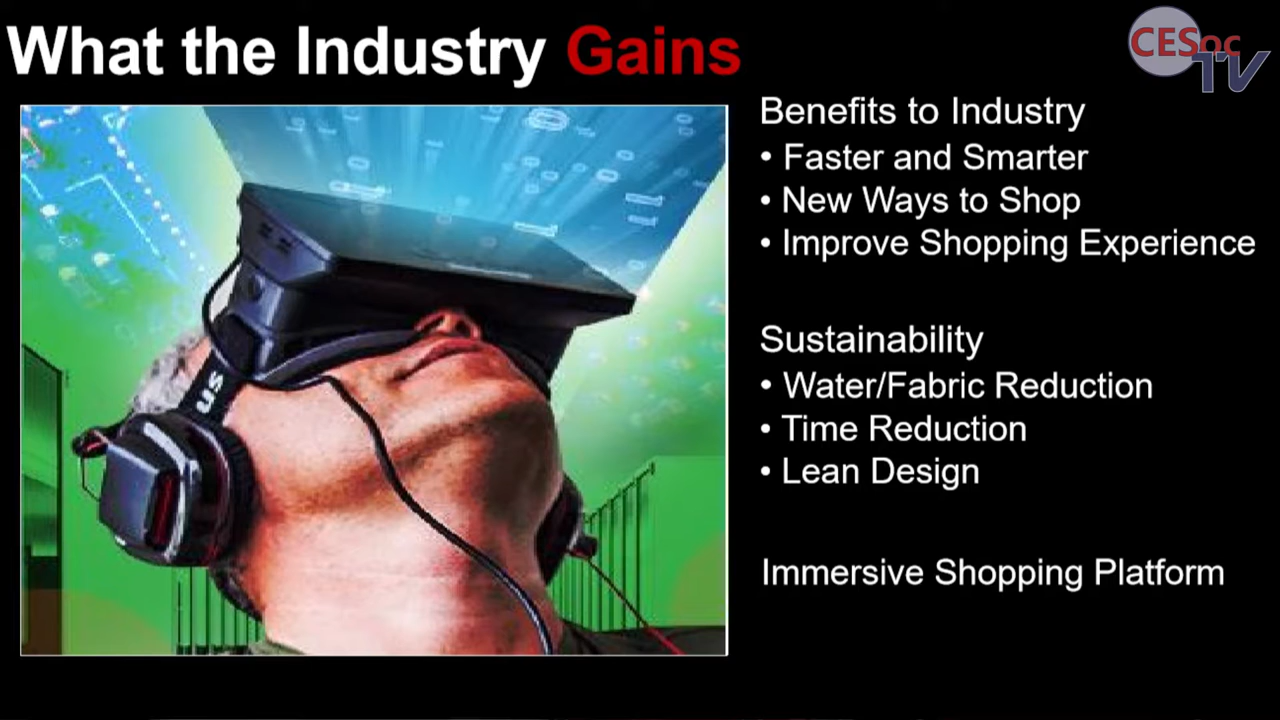 What the Industry Gains
CESoc
TV
Benefits to Industry
• Faster and Smarter
• New Ways to Shop
• Improve Shopping Experience
Sustainability
• Water/Fabric Reduction
• Time Reduction
• Lean Design
Immersive Shopping Platform
us